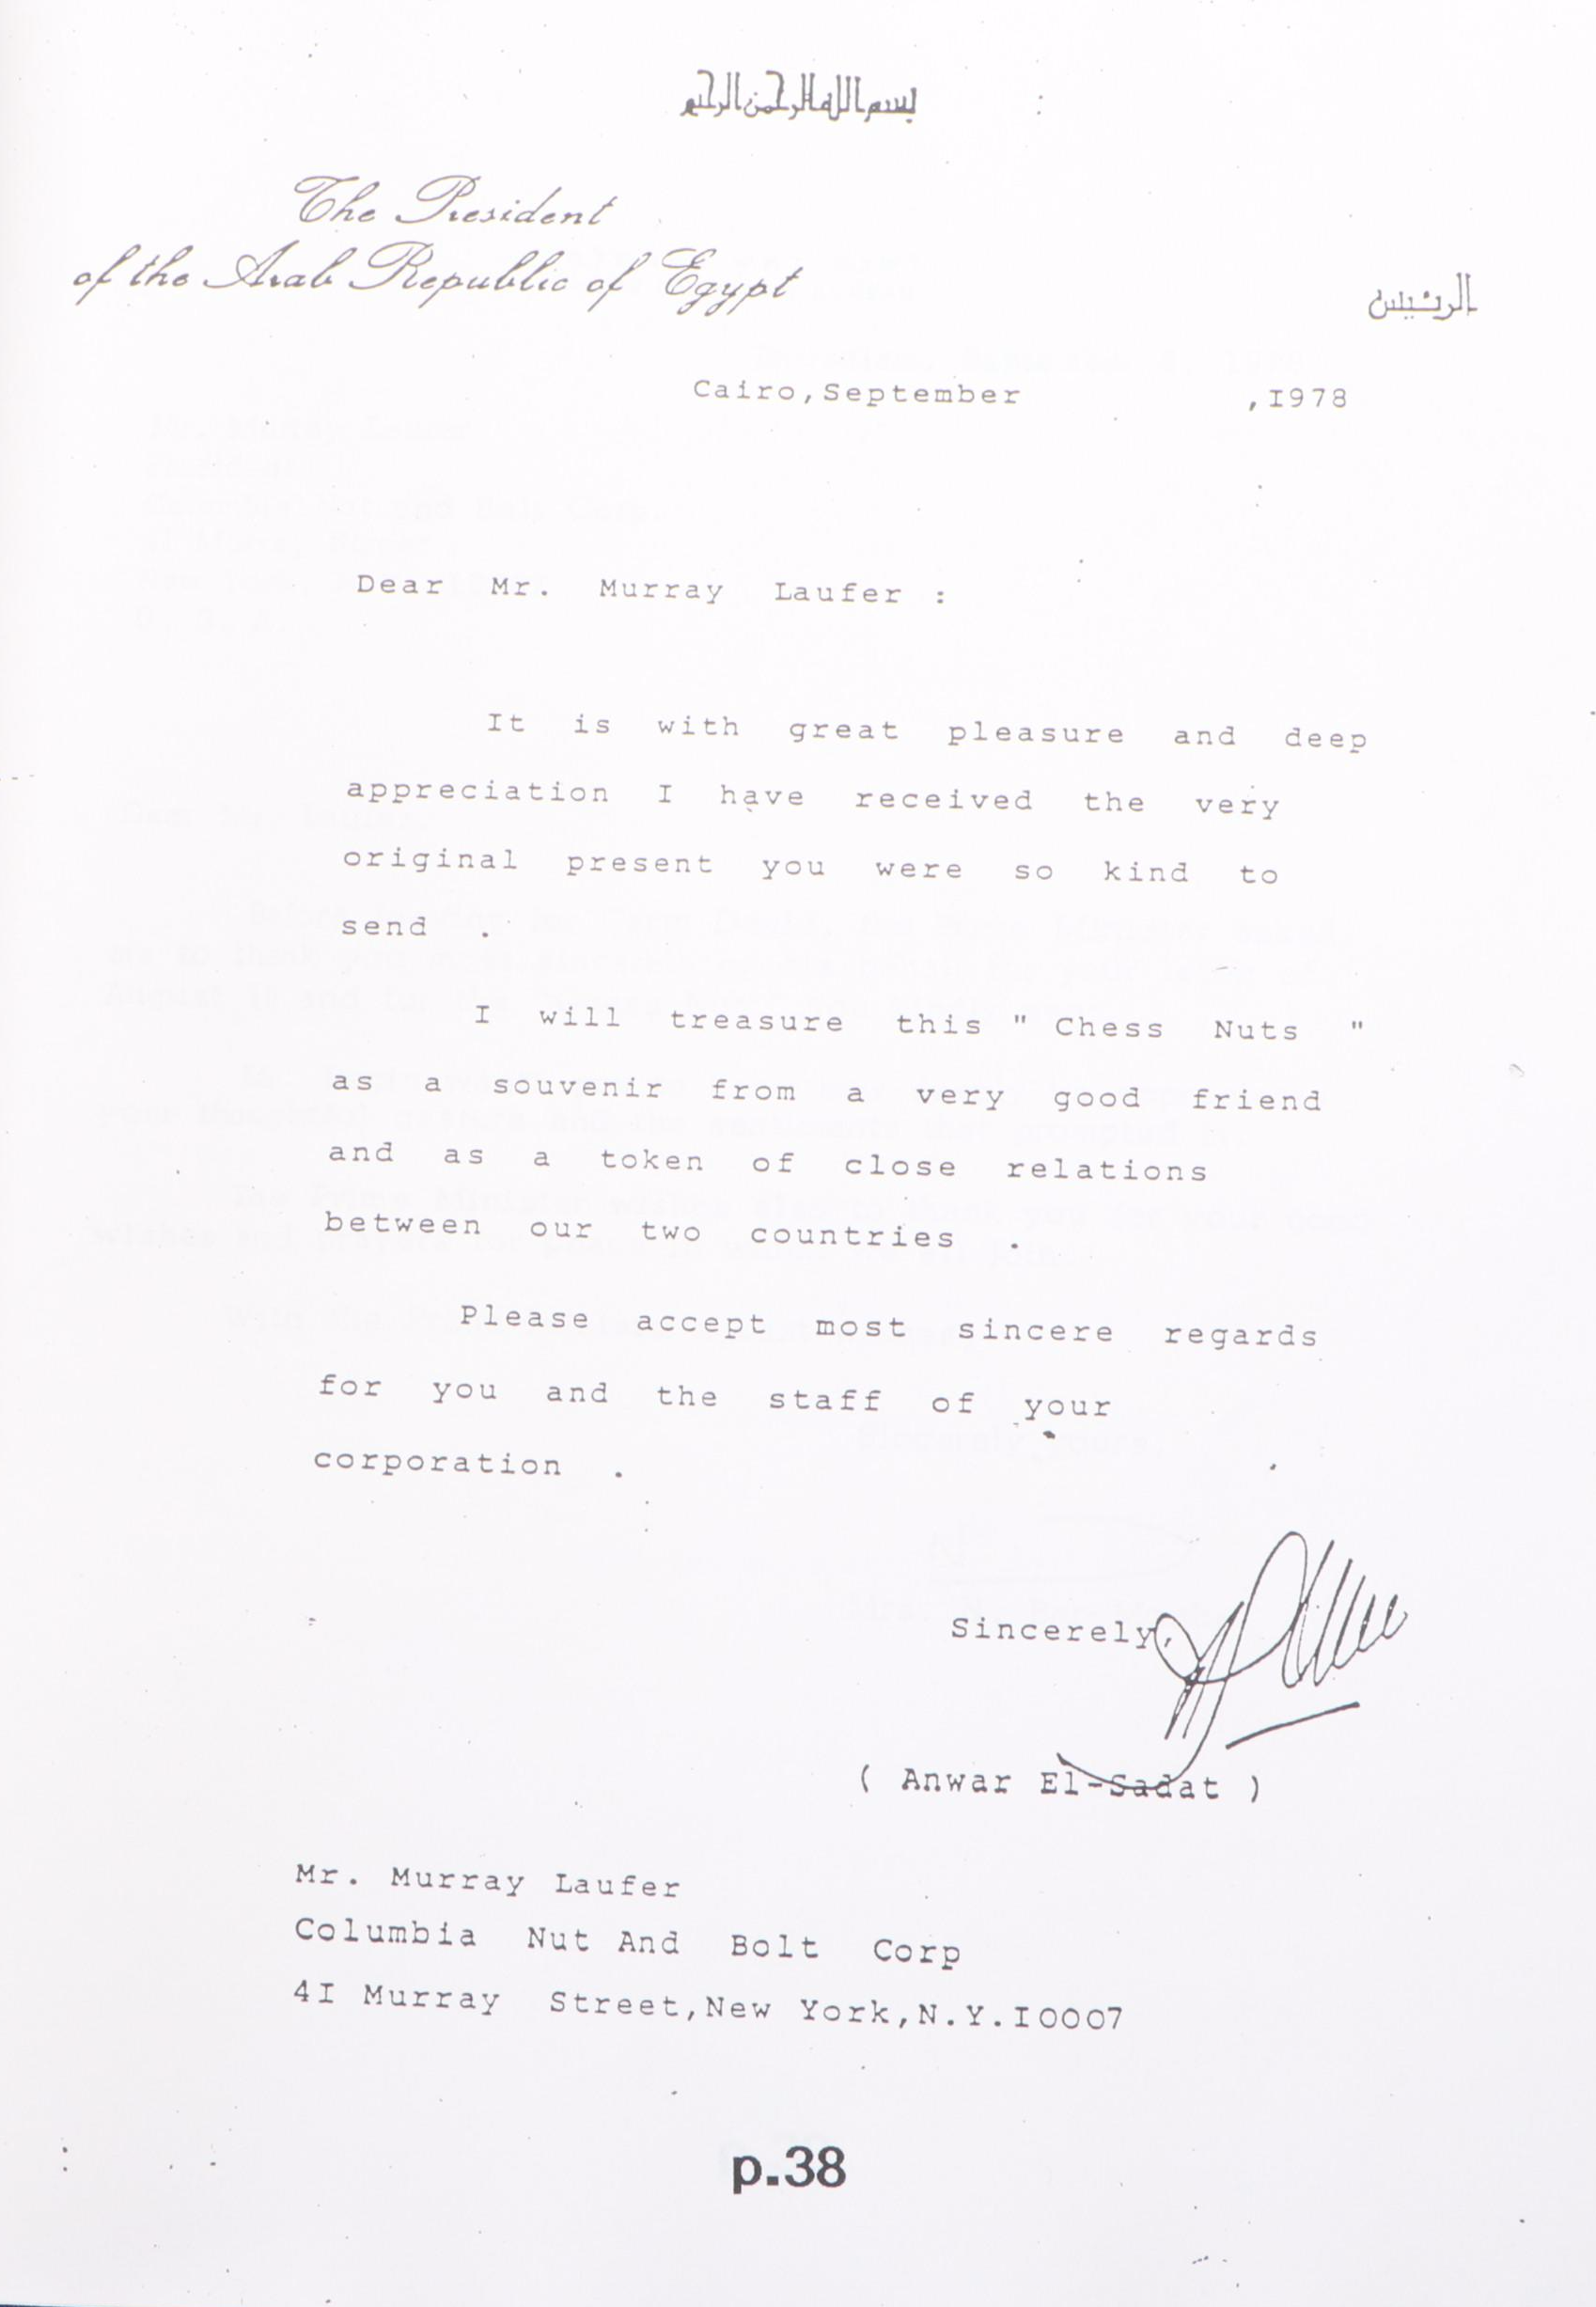 بسم الله الرحمن الرحيم
The President
of the Arab Republic of Egypt
الرئيس
Cairo,September ,I978
Dear Mr. Murray Laufer :
It is with great pleasure and deep
appreciation I have received the very
original present you were so kind to
send .
I will treasure this " Chess Nuts "
as a souvenir from a very good friend
and as a token of close relations
between our two countries .
Please accept most sincere regards
for you and the staff of your
corporation .
Sincerely,
( Anwar El-Sadat )
Mr. Murray Laufer
Columbia Nut And Bolt Corp
4I Murray Street,New York,N.Y.I0007
p.38